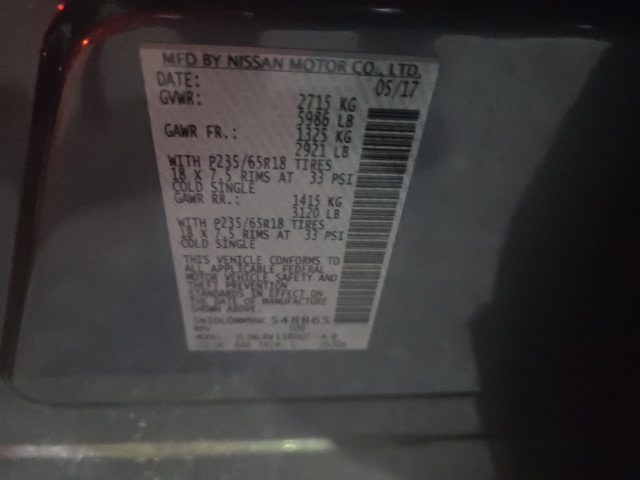 MFD BY NISSAN MOTOR CO., LTD.
DATE: 05/17
GVWR: 2715 KG
5986 LB
GAWR FR.: 1325 KG
2921 LB
WITH P235/65R18 TIRES
18 X 7.5 RIMS AT 33 PSI
COLD SINGLE
GAWR RR.: 1415 KG
3120 LB
WITH P235/65R18 TIRES
18 X 7.5 RIMS AT 33 PSI
COLD SINGLE
THIS VEHICLE CONFORMS TO
ALL APPLICABLE FEDERAL
MOTOR VEHICLE SAFETY AND
THEFT PREVENTION
STANDARDS IN EFFECT ON
THE DATE OF MANUFACTURE
SHOWN ABOVE.
548865
MPV
MODEL
COLOR TRIM